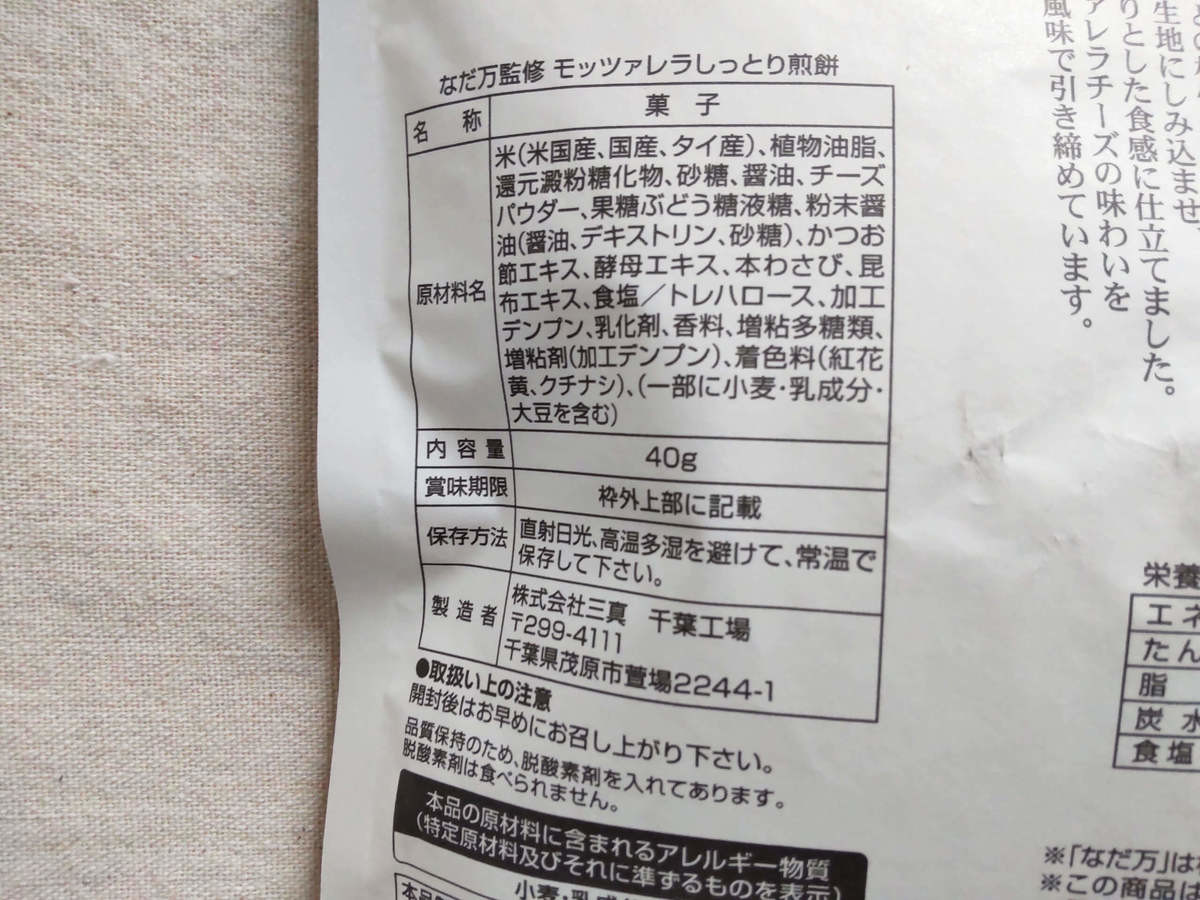 なだ万監修 モッツァレラしっとり煎餅
名称 菓子
原材料名
米(米国産、国産、タイ産)、植物油脂、
還元澱粉糖化物、砂糖、醤油、チーズ
パウダー、果糖ぶどう糖液糖、粉末醤
油(醤油、デキストリン、砂糖)、かつお
節エキス、酵母エキス、本わさび、昆
布エキス、食塩／トレハロース、加工
デンプン、乳化剤、香料、増粘多糖類、
増粘剤(加工デンプン)、着色料(紅花
黄、クチナシ)、(一部に小麦・乳成分・
大豆を含む)
内容量 40g
賞味期限 枠外上部に記載
保存方法 直射日光、高温多湿を避けて、常温で
保存して下さい。
製造者 株式会社三真 千葉工場
〒299-4111
千葉県茂原市萱場2244-1
●取扱い上の注意
開封後はお早めにお召し上がり下さい。
品質保持のため、脱酸素剤を入れてあります。
脱酸素剤は食べられません。
本品の原材料に含まれるアレルギー物質
(特定原材料及びそれに準ずるものを表示)
小麦・乳成
生地にしみ込ませ
りとした食感に仕立てました。
ァレラチーズの味わいを
風味で引き締めています。
栄養
エネ
たん
脂
炭水
食塩
※「なだ万」は
※この商品は